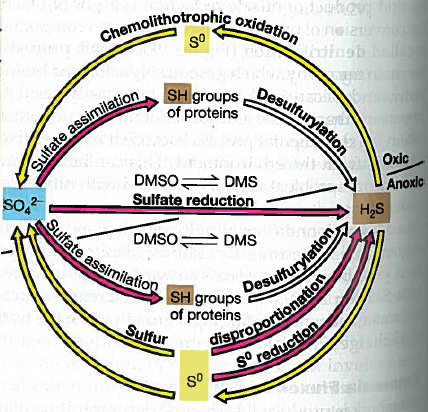 Chemolithotrophic oxidation
S⁰
Sulfate assimilation
SH groups
of proteins
Desulfurylation
Oxic
Anoxic
DMSO ⇌ DMS
SO₄²⁻
Sulfate reduction
H₂S
DMSO ⇌ DMS
Sulfate assimilation
SH groups
of proteins
Desulfurylation
Sulfur
disproportionation
S⁰ reduction
S⁰